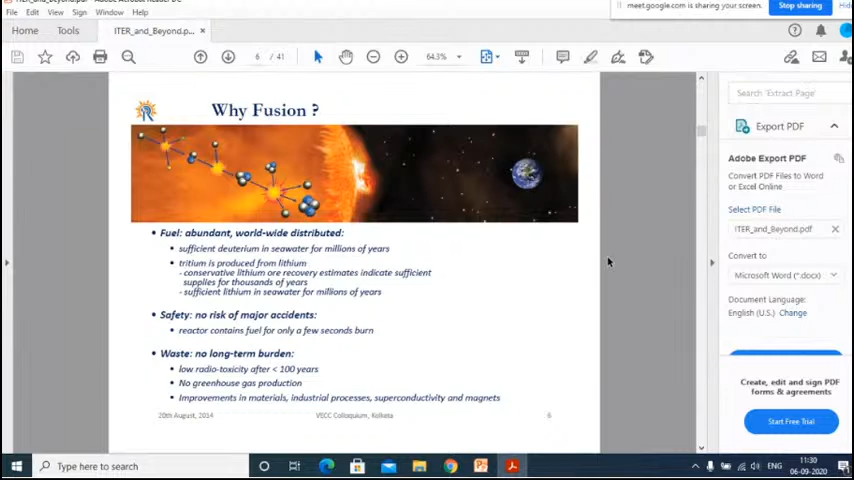 meet.google.com is sharing your screen.
Stop sharing
File Edit View Sign Window Help
Home Tools ITER_and_Beyond.p... ×
6 / 41
64.3%
Search 'Extract Page'
Export PDF
Adobe Export PDF
Convert PDF Files to Word
or Excel Online
Select PDF File
ITER_and_Beyond.pdf ×
Convert to
Microsoft Word (*.docx)
Document Language:
English (U.S.) Change
Create, edit and sign PDF
forms & agreements
Start Free Trial
Why Fusion ?
• Fuel: abundant, world-wide distributed:
• sufficient deuterium in seawater for millions of years
• tritium is produced from lithium
- conservative lithium ore recovery estimates indicate sufficient
supplies for thousands of years
- sufficient lithium in seawater for millions of years
• Safety: no risk of major accidents:
• reactor contains fuel for only a few seconds burn
• Waste: no long-term burden:
• low radio-toxicity after < 100 years
• No greenhouse gas production
• Improvements in materials, industrial processes, superconductivity and magnets
20th August, 2014 VECC Colloquium, Kolkata 6
Type here to search
ENG
11:30
06-09-2020